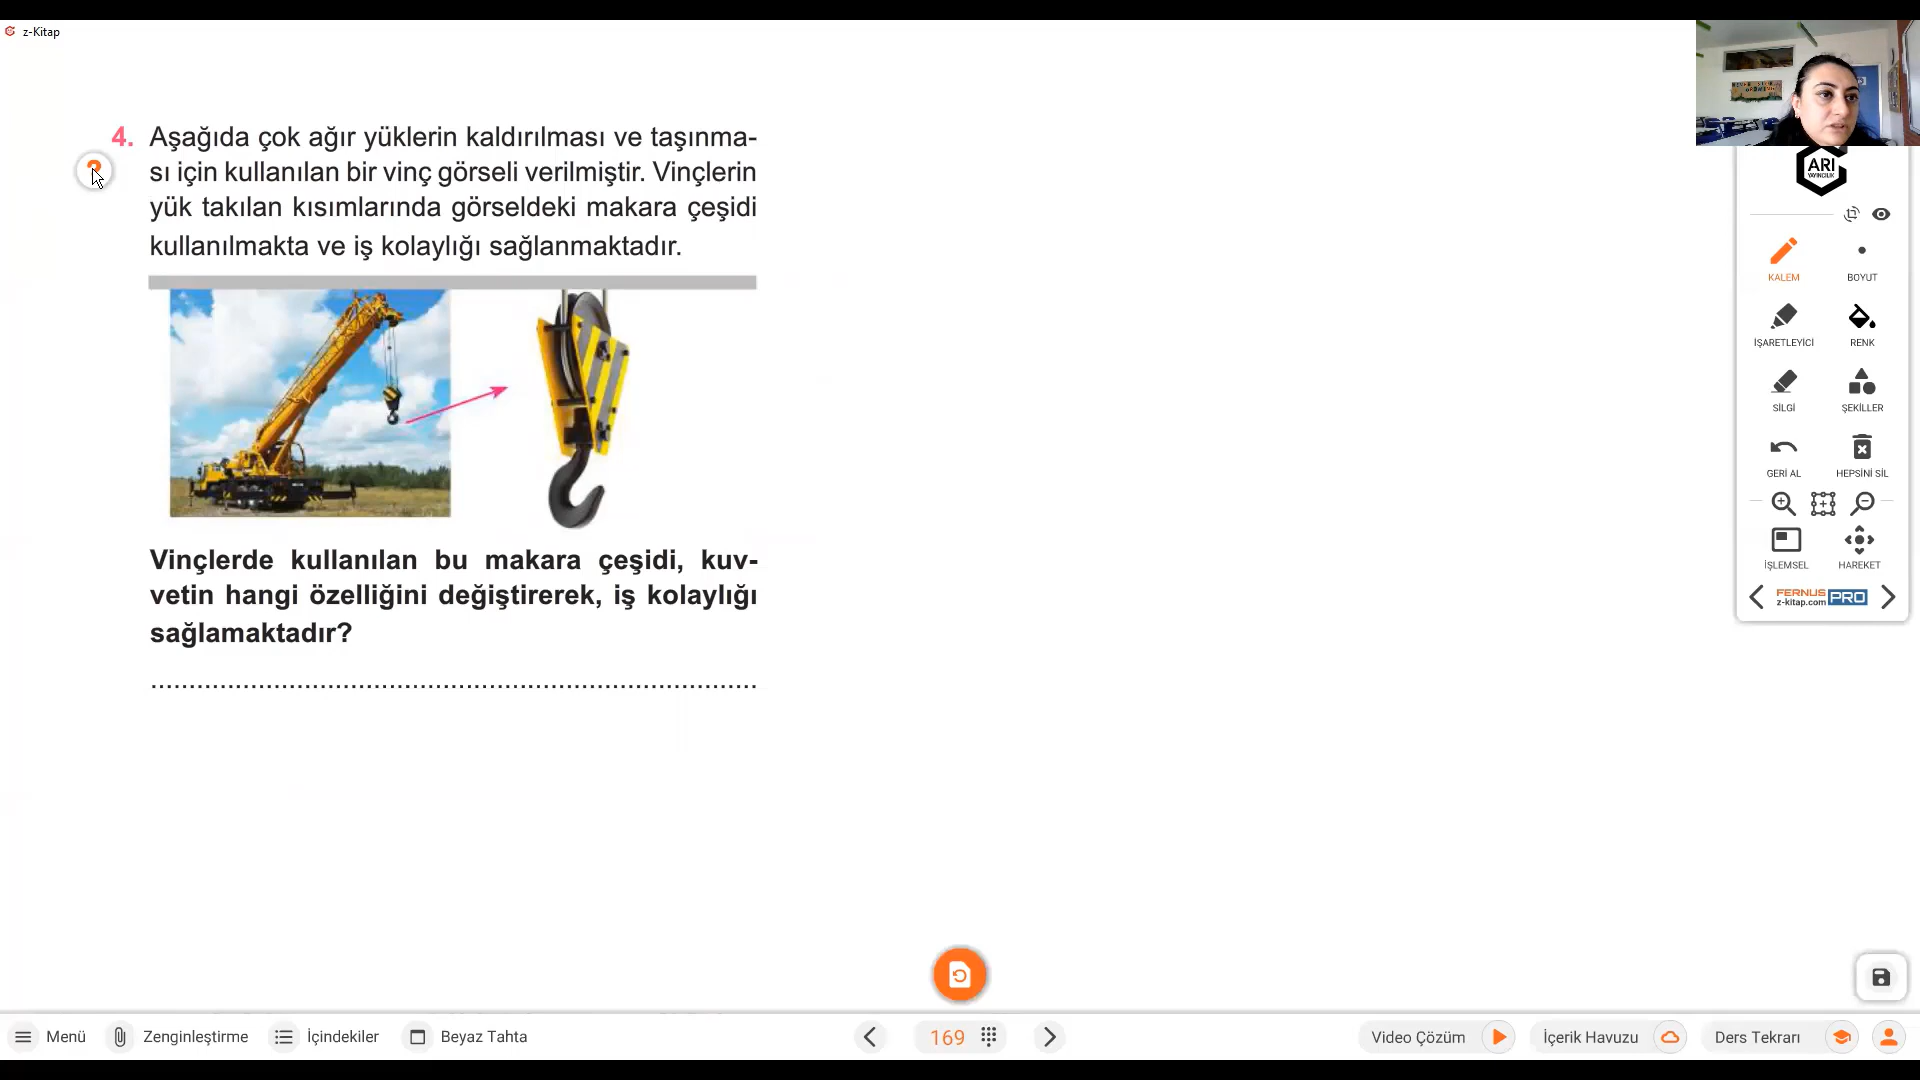 z-Kitap
4. Aşağıda çok ağır yüklerin kaldırılması ve taşınma-
sı için kullanılan bir vinç görseli verilmiştir. Vinçlerin
yük takılan kısımlarında görseldeki makara çeşidi
kullanılmakta ve iş kolaylığı sağlanmaktadır.
Vinçlerde kullanılan bu makara çeşidi, kuv-
vetin hangi özelliğini değiştirerek, iş kolaylığı
sağlamaktadır?
ARI
YAYINCILIK
KALEM BOYUT
İŞARETLEYİCİ RENK
SİLGİ ŞEKİLLER
GERİ AL HEPSİNİ SİL
İŞLEMSEL HAREKET
FERNUS
z-kitap.com PRO
Menü Zenginleştirme İçindekiler Beyaz Tahta 169 Video Çözüm İçerik Havuzu Ders Tekrarı